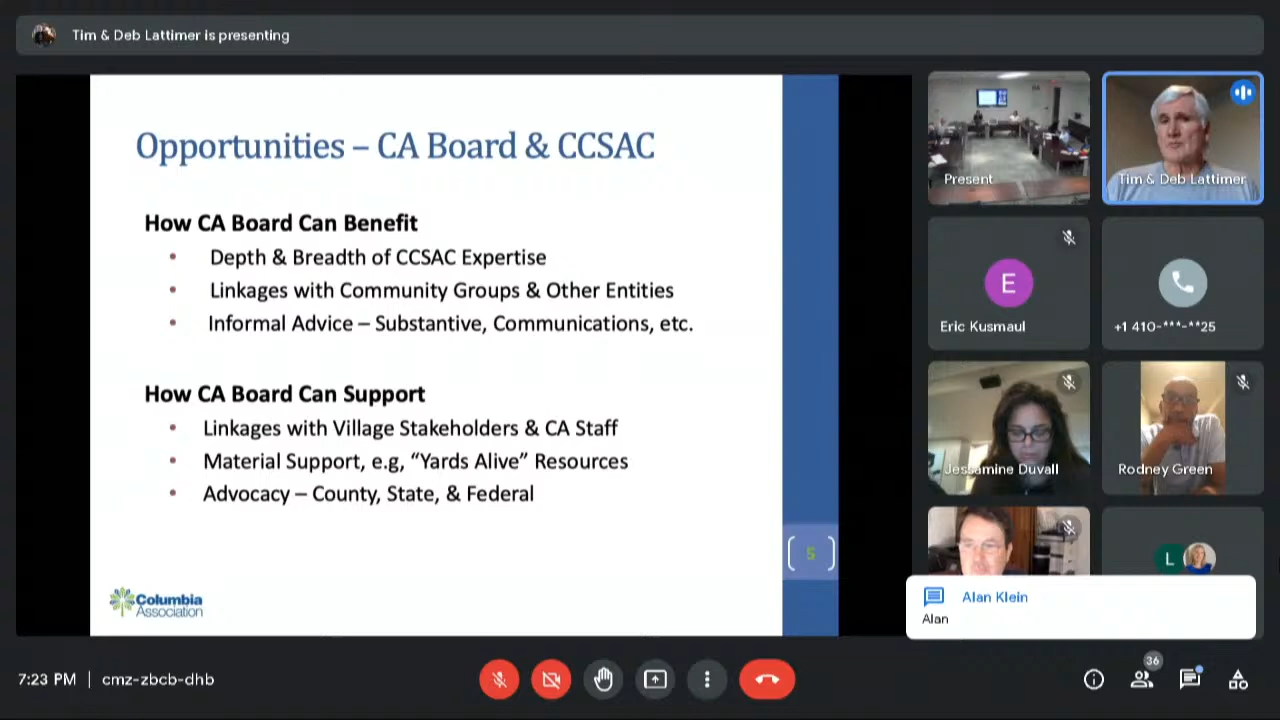 Tim & Deb Lattimer is presenting
Opportunities – CA Board & CCSAC
How CA Board Can Benefit
• Depth & Breadth of CCSAC Expertise
• Linkages with Community Groups & Other Entities
• Informal Advice – Substantive, Communications, etc.
How CA Board Can Support
• Linkages with Village Stakeholders & CA Staff
• Material Support, e.g, “Yards Alive” Resources
• Advocacy – County, State, & Federal
5
Columbia
Association
Present
Tim & Deb Lattimer
E
Eric Kusmaul
+1 410-***-**25
Jessamine Duvall
Rodney Green
L
Alan Klein
Alan
7:23 PM | cmz-zbcb-dhb
36